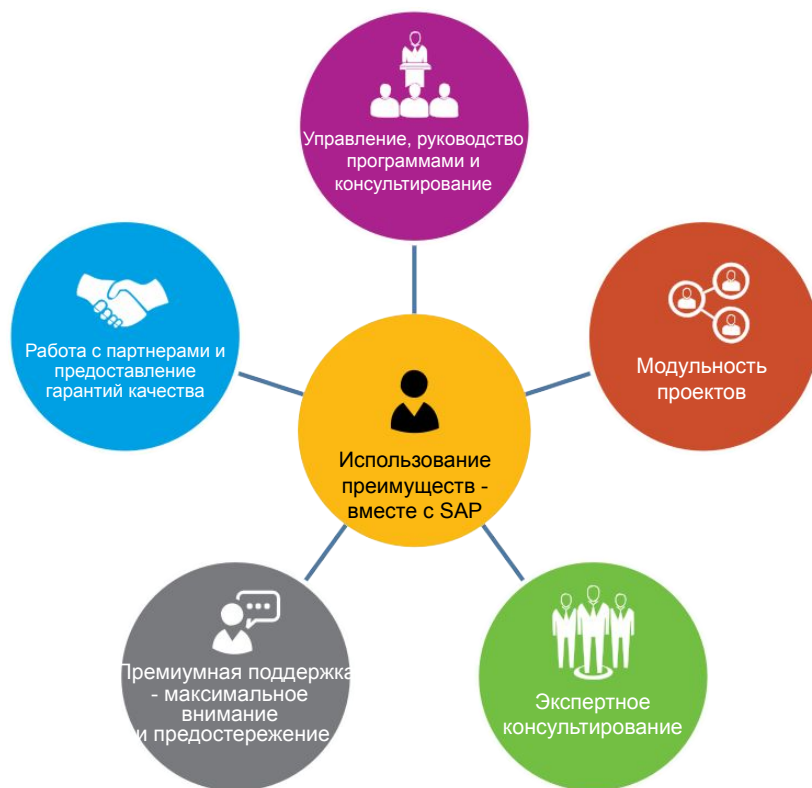 Управление, руководство
программами и
консультирование
Работа с партнерами и
предоставление
гарантий качества
Модульность
проектов
Использование
преимуществ -
вместе с SAP
Премиумная поддержка
- максимальное
внимание
и предостережение
Экспертное
консультирование